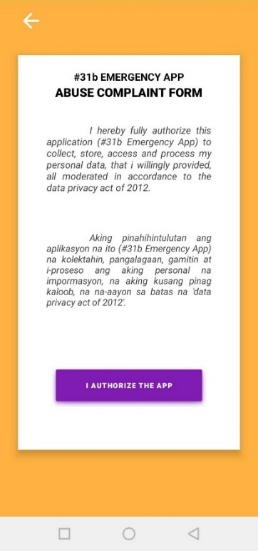 #31b EMERGENCY APP
ABUSE COMPLAINT FORM
I hereby fully authorize this
application (#31b Emergency App) to
collect, store, access and process my
personal data, that i willingly provided,
all moderated in accordance to the
data privacy act of 2012.
Aking pinahihintulutan ang
aplikasyon na ito (#31b Emergency App)
na kolektahin, pangalagaan, gamitin at
i-proseso ang aking personal na
impormasyon, na aking kusang pinag
kaloob, na na-aayon sa batas na 'data
privacy act of 2012'.
I AUTHORIZE THE APP